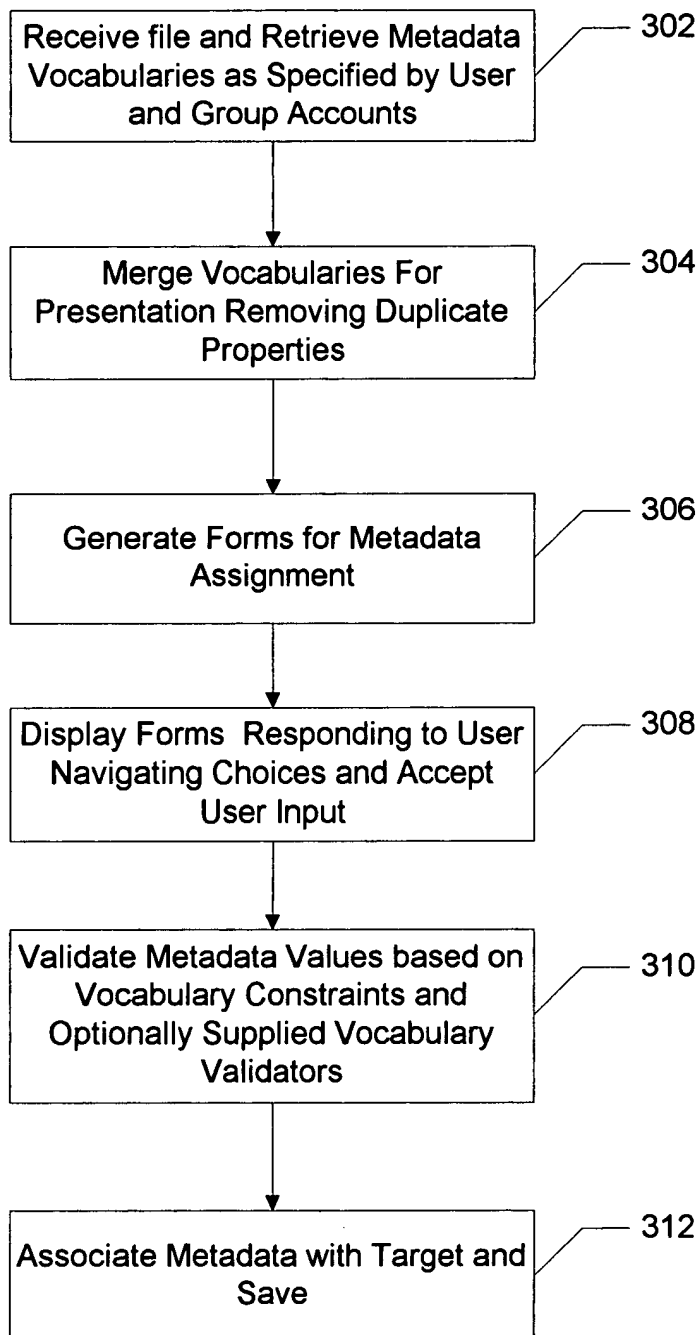 Receive file and Retrieve Metadata
Vocabularies as Specified by User
and Group Accounts
302
Merge Vocabularies For
Presentation Removing Duplicate
Properties
304
Generate Forms for Metadata
Assignment
306
Display Forms Responding to User
Navigating Choices and Accept
User Input
308
Validate Metadata Values based on
Vocabulary Constraints and
Optionally Supplied Vocabulary
Validators
310
Associate Metadata with Target and
Save
312